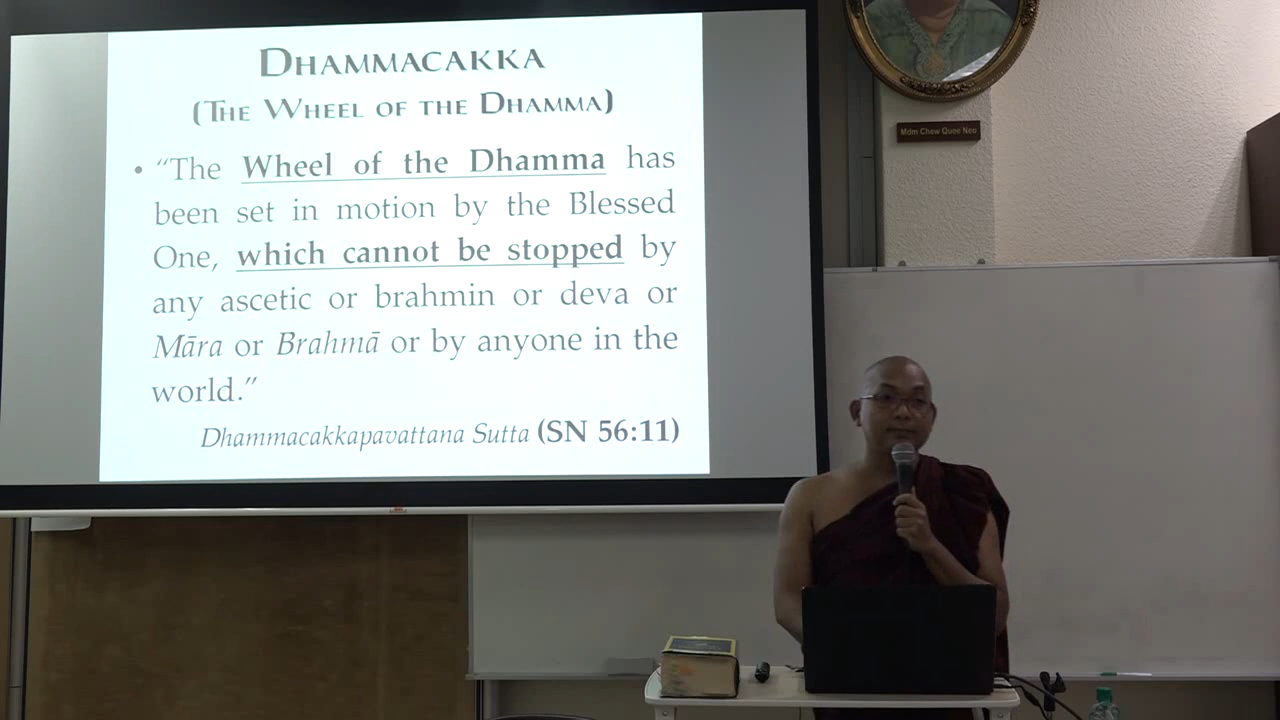 DHAMMACAKKA
(THE WHEEL OF THE DHAMMA)
• “The Wheel of the Dhamma has
been set in motion by the Blessed
One, which cannot be stopped by
any ascetic or brahmin or deva or
Māra or Brahmā or by anyone in the
world.”
Dhammacakkapavattana Sutta (SN 56:11)
Mdm Chew Quee Neo